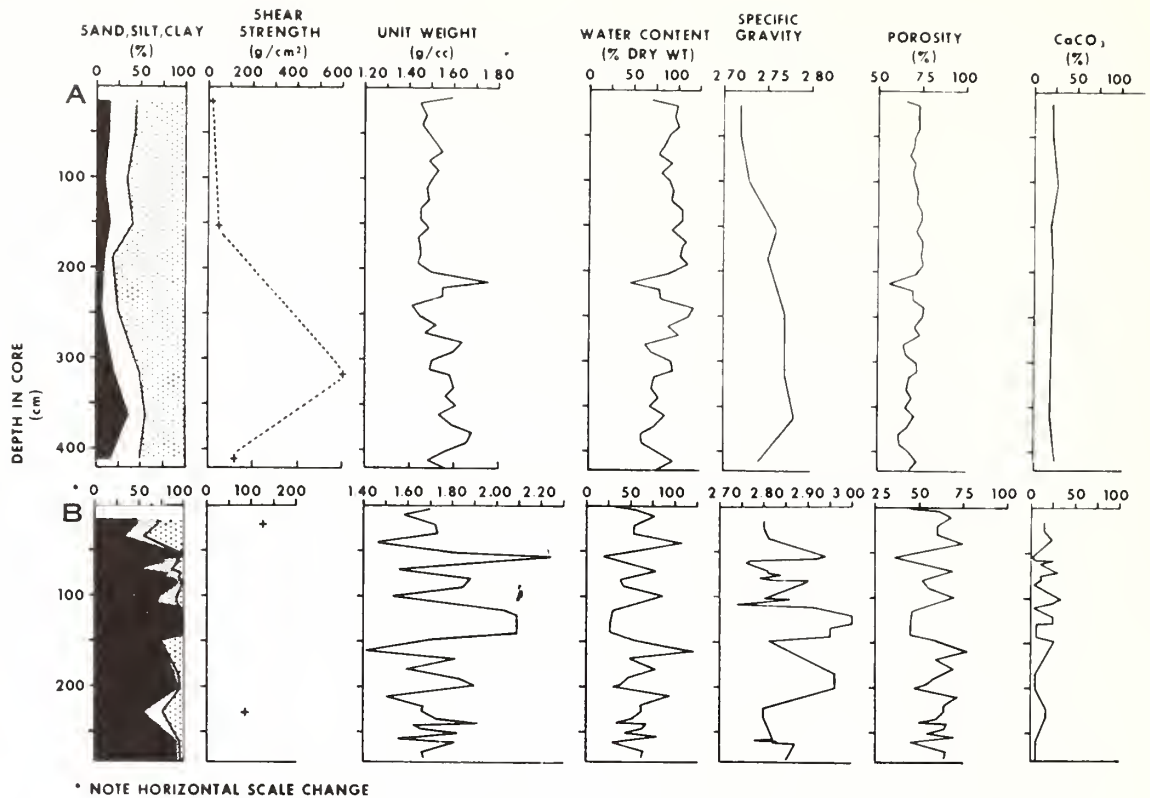 SAND, SILT, CLAY
(%)
0 50 100
SHEAR
STRENGTH
(g/cm²)
0 200 400 600
UNIT WEIGHT
(g/cc)
1.20 1.40 1.60 1.80
WATER CONTENT
(% DRY WT)
0 50 100
SPECIFIC
GRAVITY
2 70 2.75 2 80
POROSITY
(%)
50 75 100
CaCO₃
(%)
0 50 100
A
100
200
300
400
DEPTH IN CORE
(cm)
*
B
0 50 100
0 100 200
1.40 1.60 1.80 2.00 2.20
0 50 100
2 70 2.80 2.90 3 00
25 50 75 100
0 50 100
100
200
* NOTE HORIZONTAL SCALE CHANGE